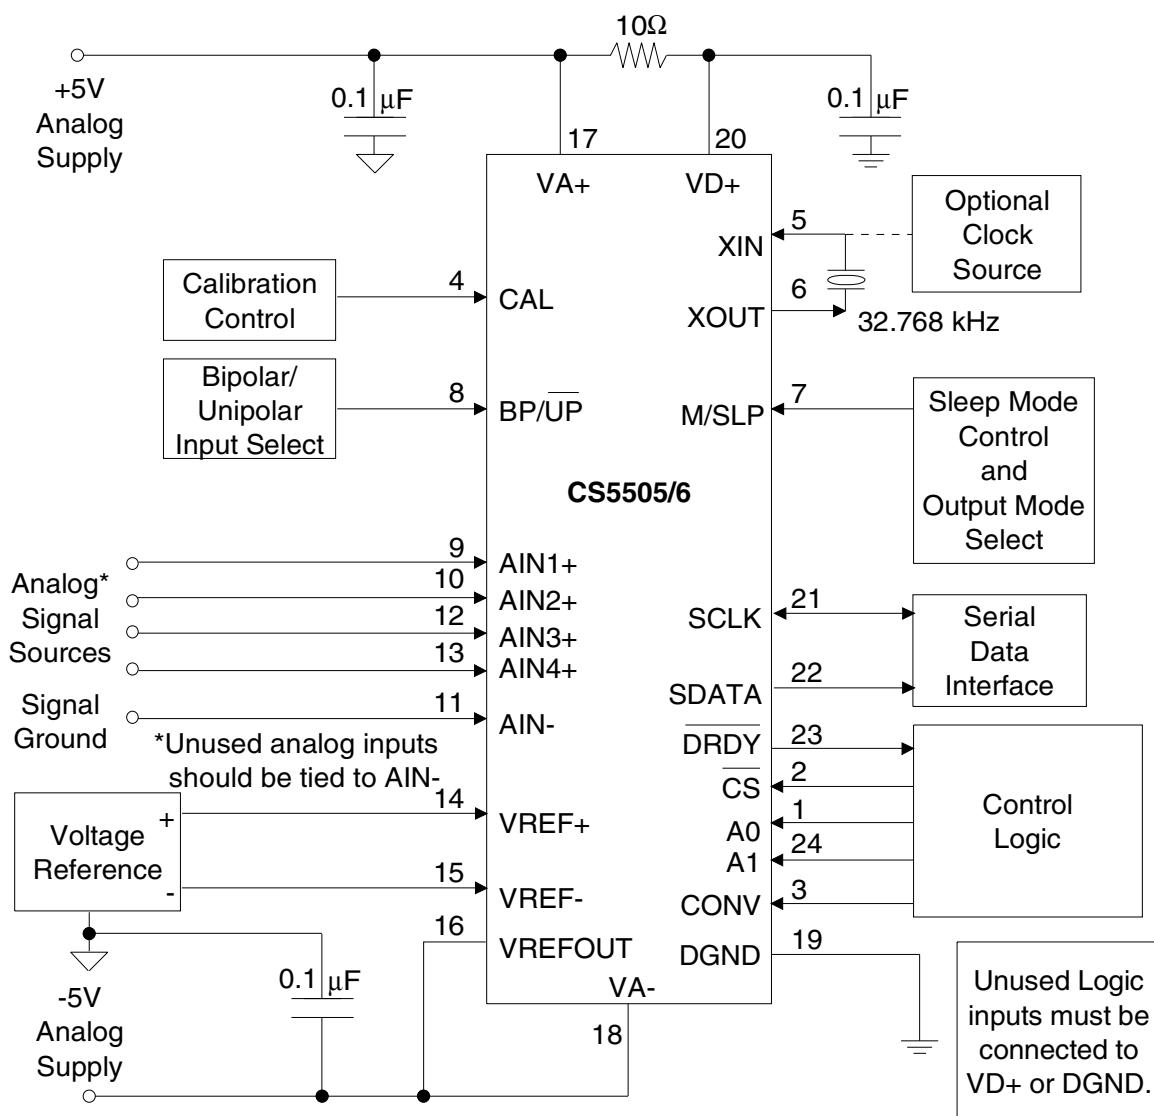 10Ω
+5V
Analog
Supply
0.1 µF
0.1 µF
17
20
VA+
VD+
Optional
Clock
Source
5
XIN
6
XOUT
32.768 kHz
Calibration
Control
4
CAL
Bipolar/
Unipolar
Input Select
8
BP/UP
7
M/SLP
Sleep Mode
Control
and
Output Mode
Select
CS5505/6
Analog*
Signal
Sources
9
AIN1+
10
AIN2+
12
AIN3+
13
AIN4+
Signal
Ground
11
AIN-
*Unused analog inputs
should be tied to AIN-
21
SCLK
22
SDATA
Serial
Data
Interface
23
DRDY
2
CS
1
A0
24
A1
3
CONV
Control
Logic
Voltage
Reference
+
-
14
VREF+
15
VREF-
16
VREFOUT
19
DGND
0.1 µF
VA-
18
-5V
Analog
Supply
Unused Logic
inputs must be
connected to
VD+ or DGND.